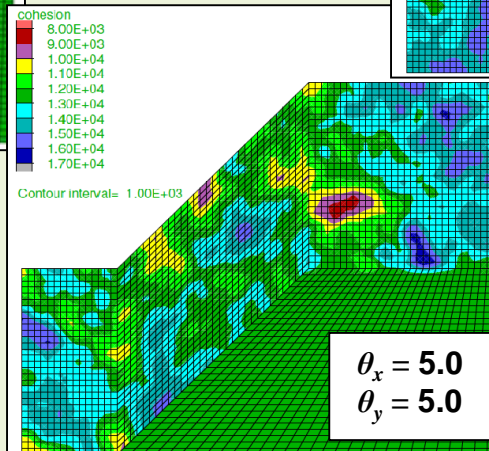 cohesion
8.00E+03
9.00E+03
1.00E+04
1.10E+04
1.20E+04
1.30E+04
1.40E+04
1.50E+04
1.60E+04
1.70E+04
Contour interval= 1.00E+03
θx = 5.0
θy = 5.0